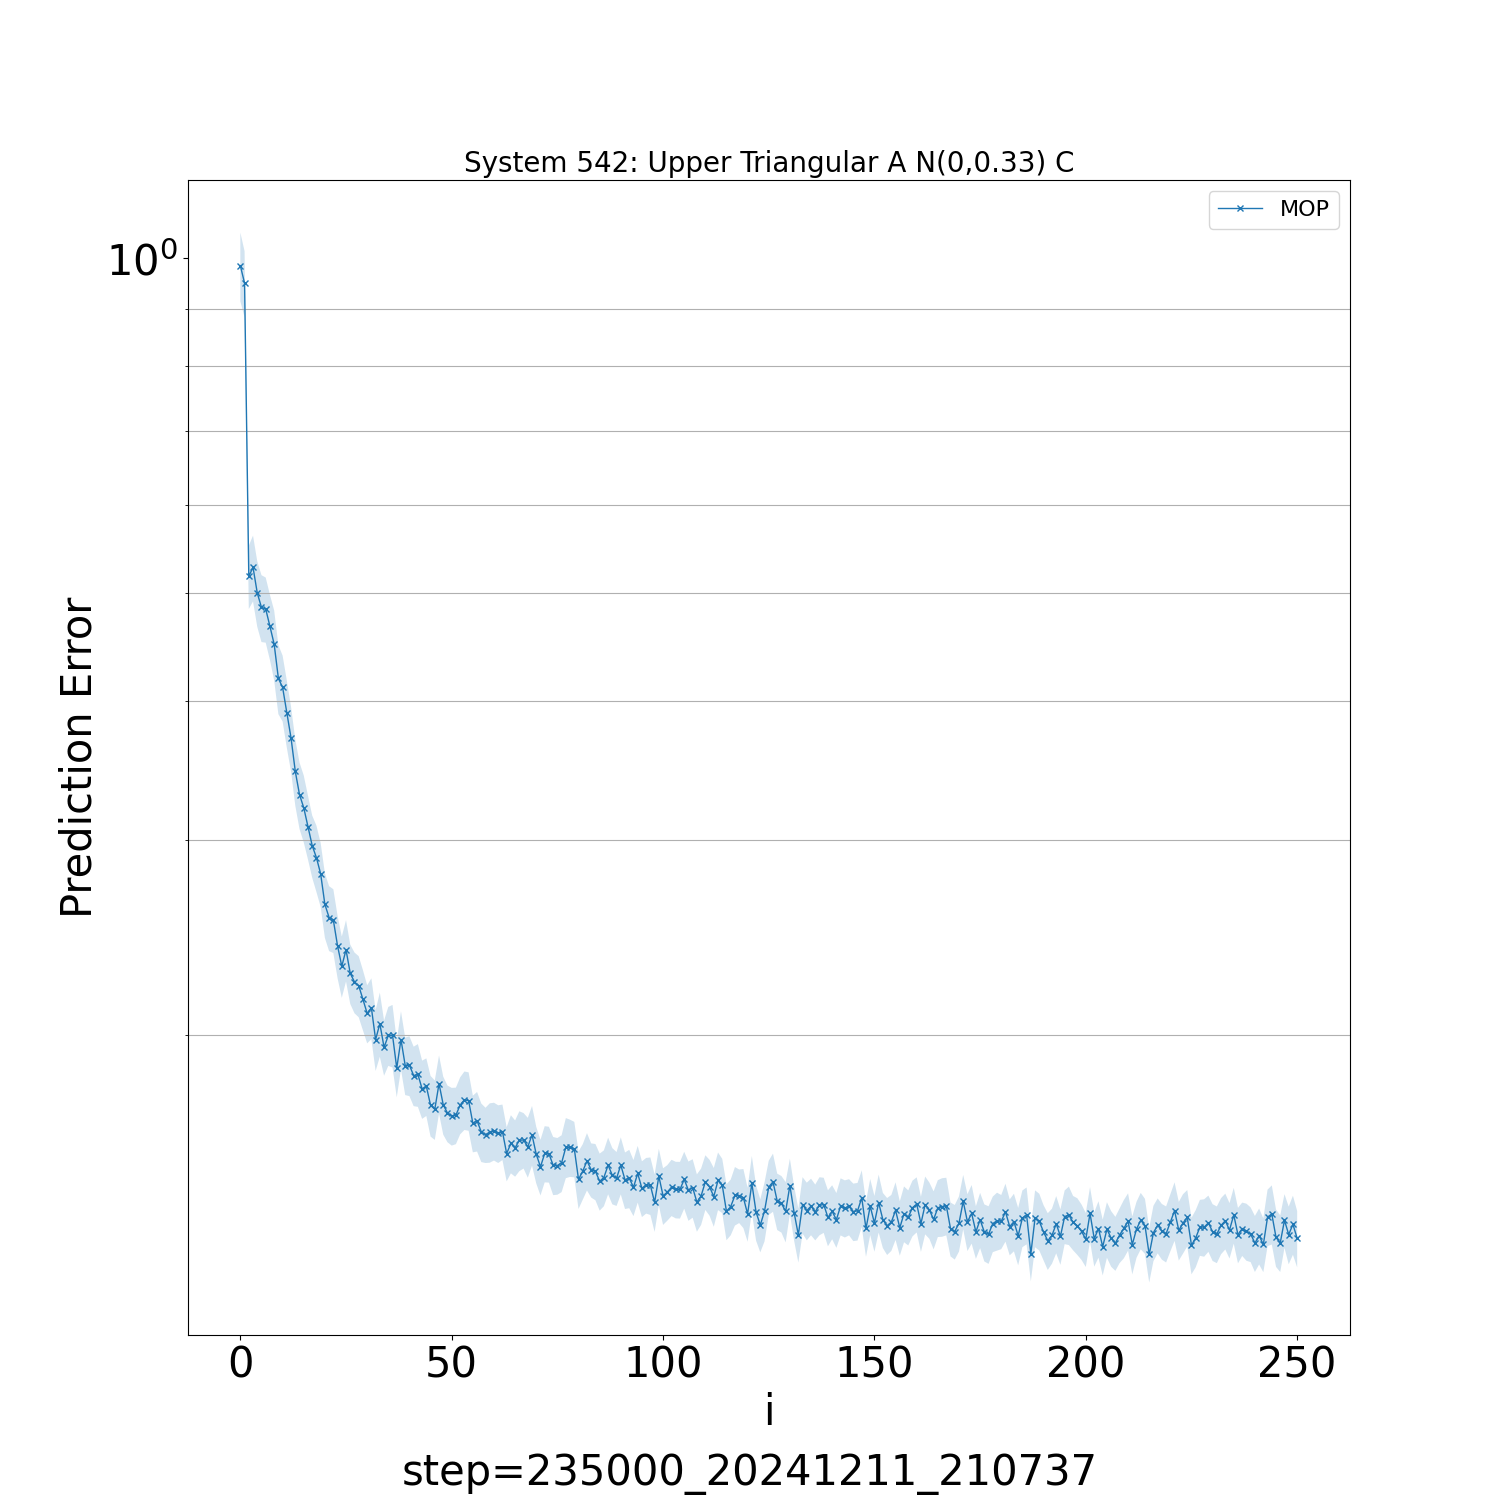 System 542: Upper Triangular A N(0,0.33) C
MOP
10⁰
Prediction Error
0 50 100 150 200 250
i
step=235000_20241211_210737